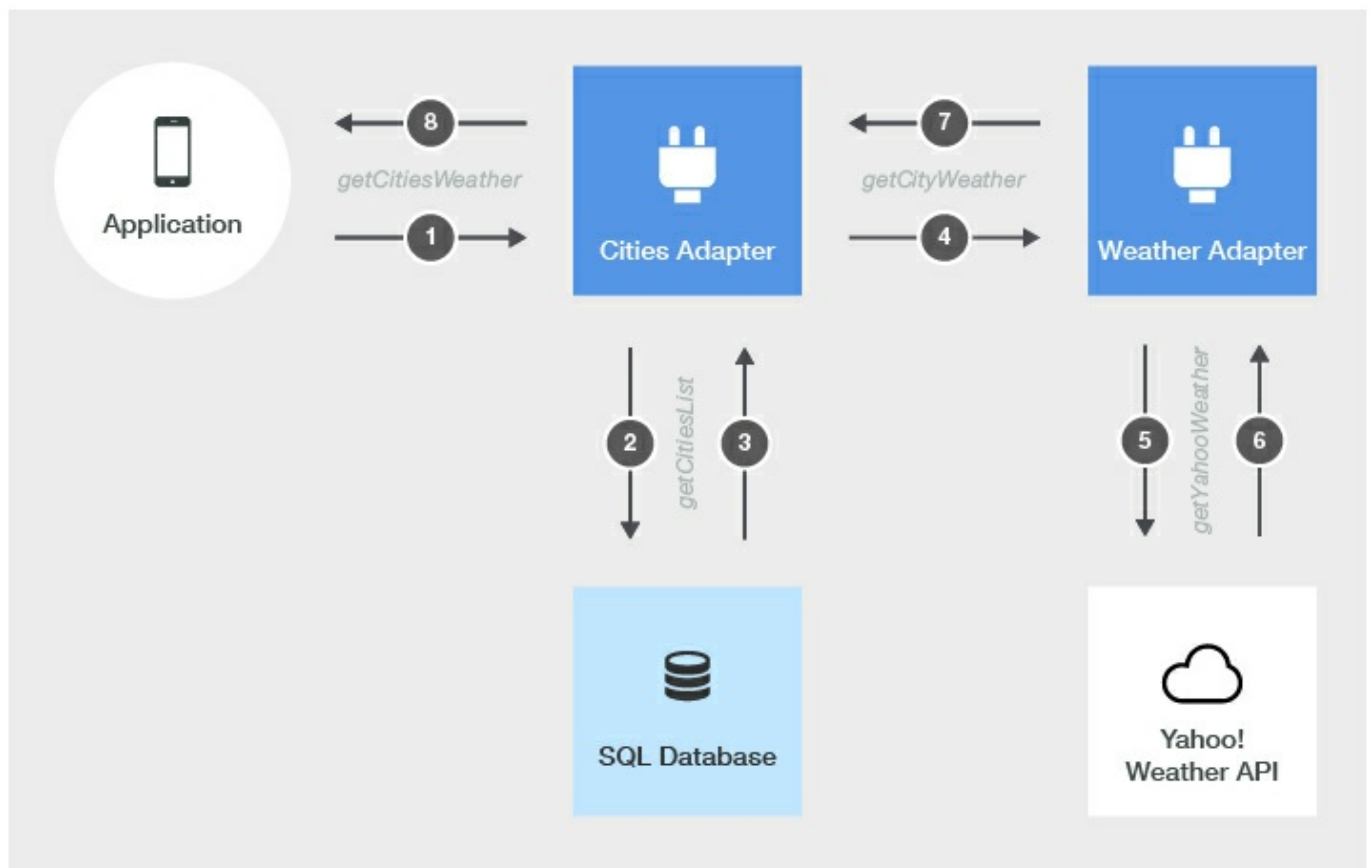 8
7
getCitiesWeather
getCityWeather
Application
1
4
Cities Adapter
Weather Adapter
2
getCitiesList
3
5
getYahooWeather
6
SQL Database
Yahoo!
Weather API